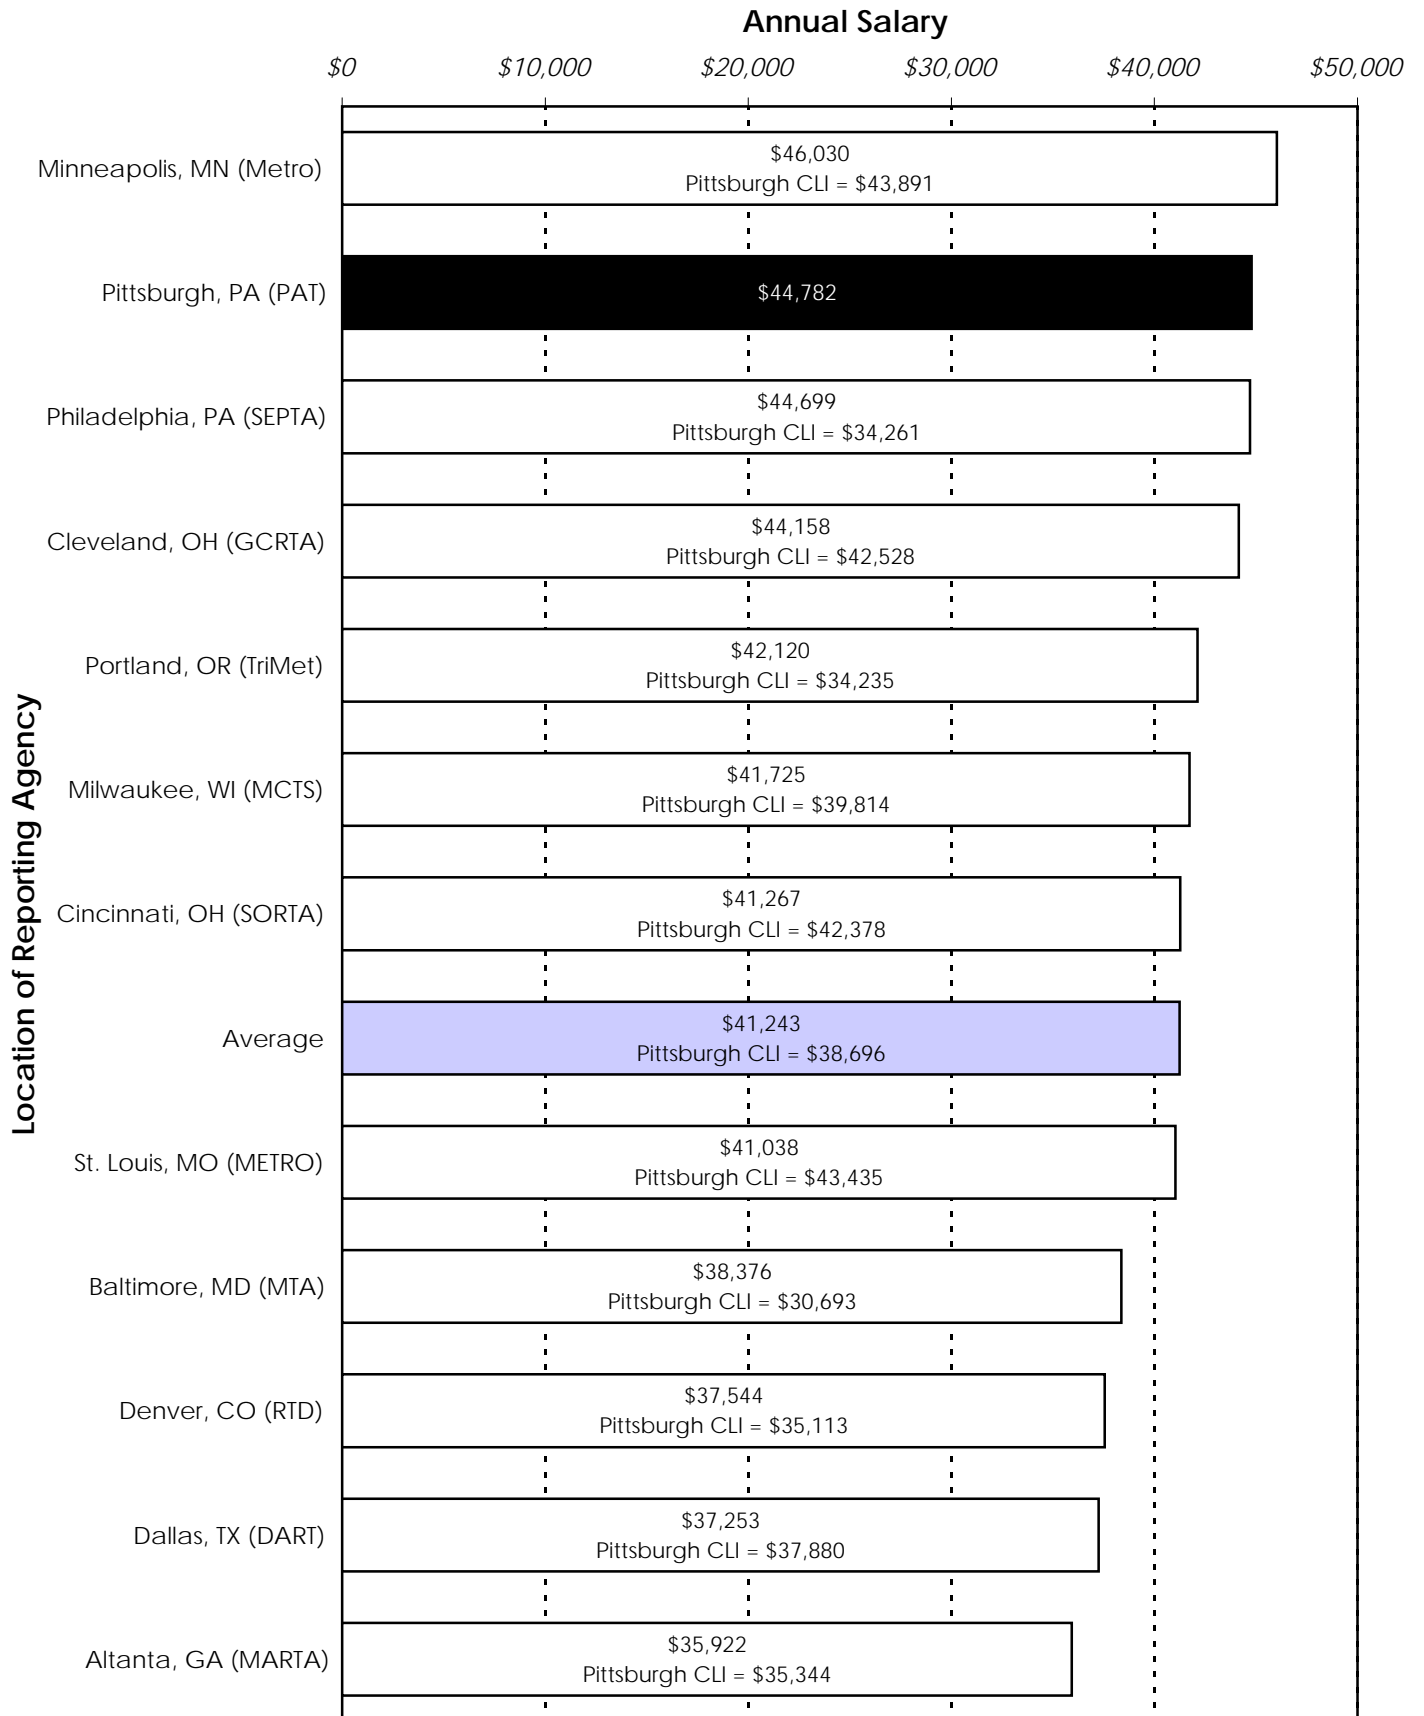 Annual Salary
$0 $10,000 $20,000 $30,000 $40,000 $50,000
Location of Reporting Agency
Minneapolis, MN (Metro)
$46,030
Pittsburgh CLI = $43,891
Pittsburgh, PA (PAT)
$44,782
Philadelphia, PA (SEPTA)
$44,699
Pittsburgh CLI = $34,261
Cleveland, OH (GCRTA)
$44,158
Pittsburgh CLI = $42,528
Portland, OR (TriMet)
$42,120
Pittsburgh CLI = $34,235
Milwaukee, WI (MCTS)
$41,725
Pittsburgh CLI = $39,814
Cincinnati, OH (SORTA)
$41,267
Pittsburgh CLI = $42,378
Average
$41,243
Pittsburgh CLI = $38,696
St. Louis, MO (METRO)
$41,038
Pittsburgh CLI = $43,435
Baltimore, MD (MTA)
$38,376
Pittsburgh CLI = $30,693
Denver, CO (RTD)
$37,544
Pittsburgh CLI = $35,113
Dallas, TX (DART)
$37,253
Pittsburgh CLI = $37,880
Altanta, GA (MARTA)
$35,922
Pittsburgh CLI = $35,344